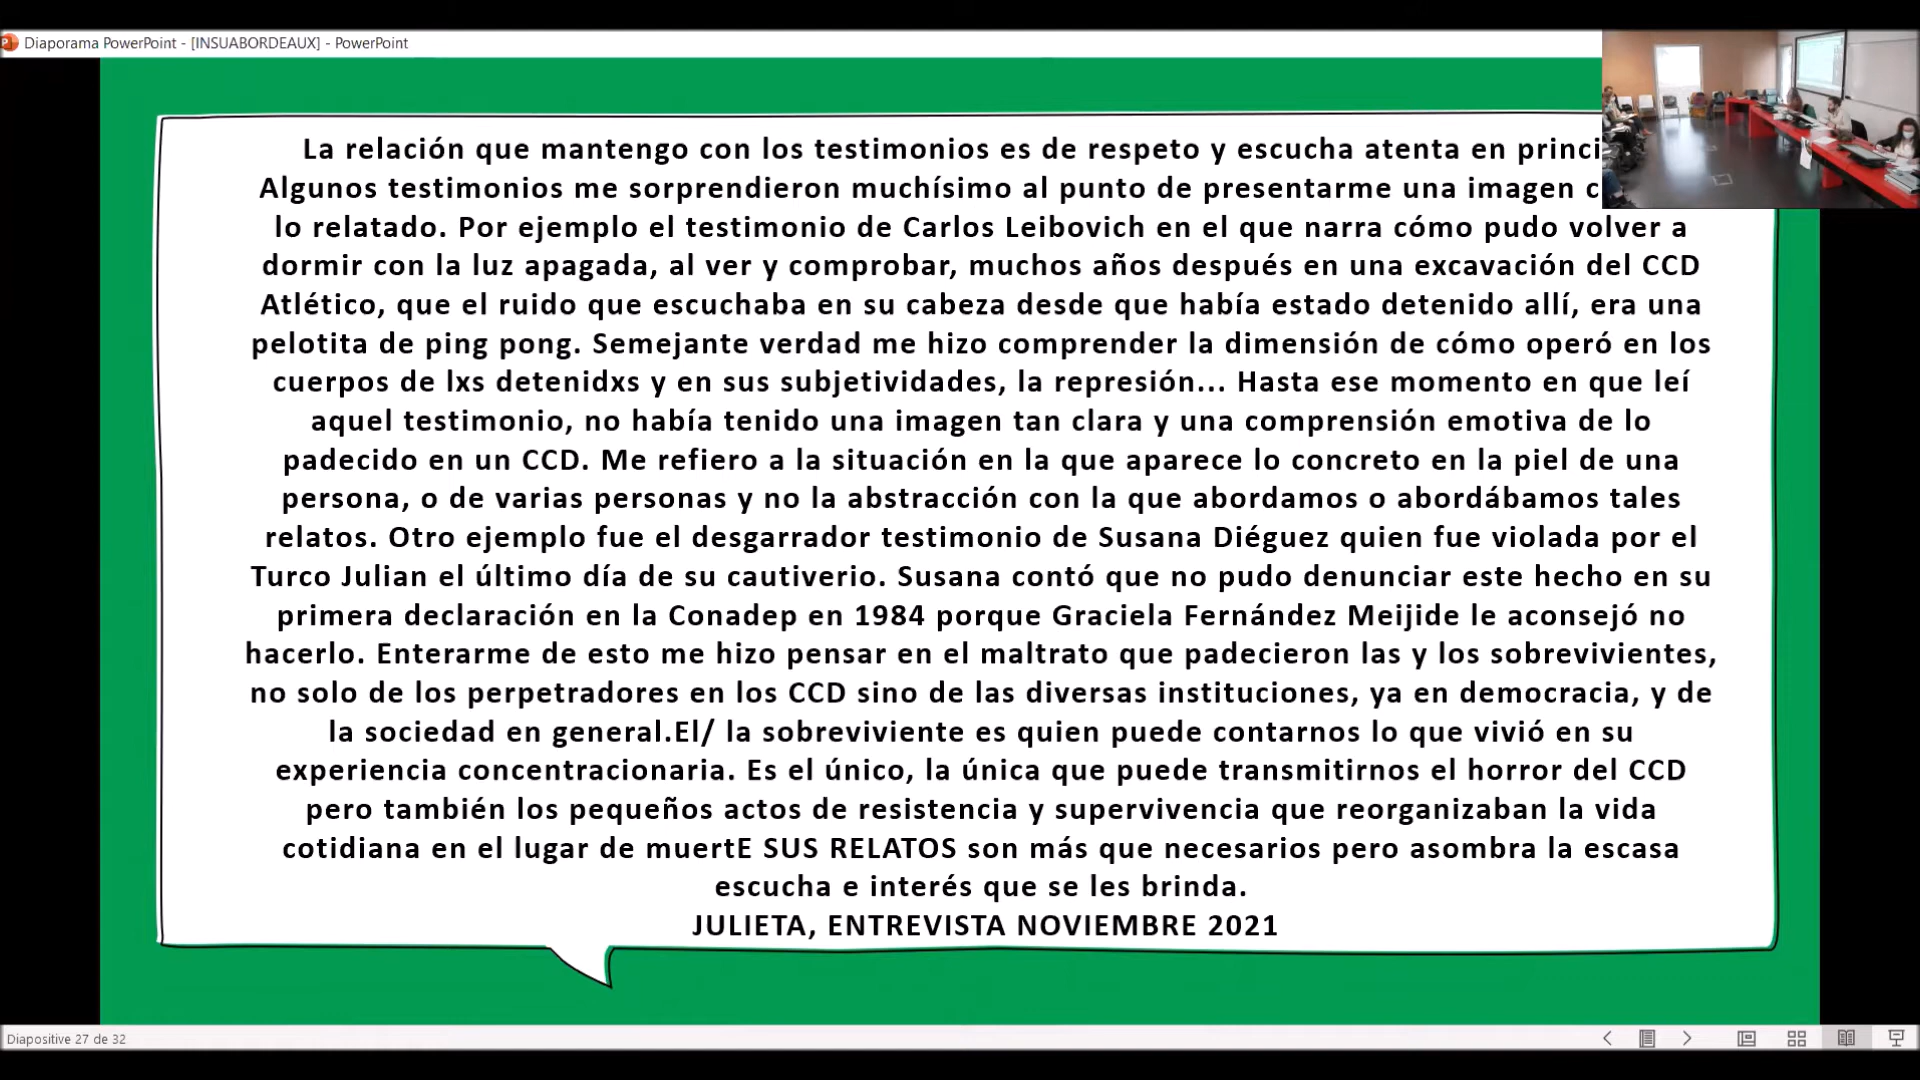 Diaporama PowerPoint - [INSUABORDEAUX] - PowerPoint
La relación que mantengo con los testimonios es de respeto y escucha atenta en
Algunos testimonios me sorprendieron muchísimo al punto de presentarme una imagen
lo relatado. Por ejemplo el testimonio de Carlos Leibovich en el que narra cómo pudo volver a
dormir con la luz apagada, al ver y comprobar, muchos años después en una excavación del CCD
Atlético, que el ruido que escuchaba en su cabeza desde que había estado detenido allí, era una
pelotita de ping pong. Semejante verdad me hizo comprender la dimensión de cómo operó en los
cuerpos de lxs detenidxs y en sus subjetividades, la represión... Hasta ese momento en que leí
aquel testimonio, no había tenido una imagen tan clara y una comprensión emotiva de lo
padecido en un CCD. Me refiero a la situación en la que aparece lo concreto en la piel de una
persona, o de varias personas y no la abstracción con la que abordamos o abordábamos tales
relatos. Otro ejemplo fue el desgarrador testimonio de Susana Diéguez quien fue violada por el
Turco Julian el último día de su cautiverio. Susana contó que no pudo denunciar este hecho en su
primera declaración en la Conadep en 1984 porque Graciela Fernández Meijide le aconsejó no
hacerlo. Enterarme de esto me hizo pensar en el maltrato que padecieron las y los sobrevivientes,
no solo de los perpetradores en los CCD sino de las diversas instituciones, ya en democracia, y de
la sociedad en general.El/ la sobreviviente es quien puede contarnos lo que vivió en su
experiencia concentracionaria. Es el único, la única que puede transmitirnos el horror del CCD
pero también los pequeños actos de resistencia y supervivencia que reorganizaban la vida
cotidiana en el lugar de muertE SUS RELATOS son más que necesarios pero asombra la escasa
escucha e interés que se les brinda.
JULIETA, ENTREVISTA NOVIEMBRE 2021
Diapositive 27 de 32